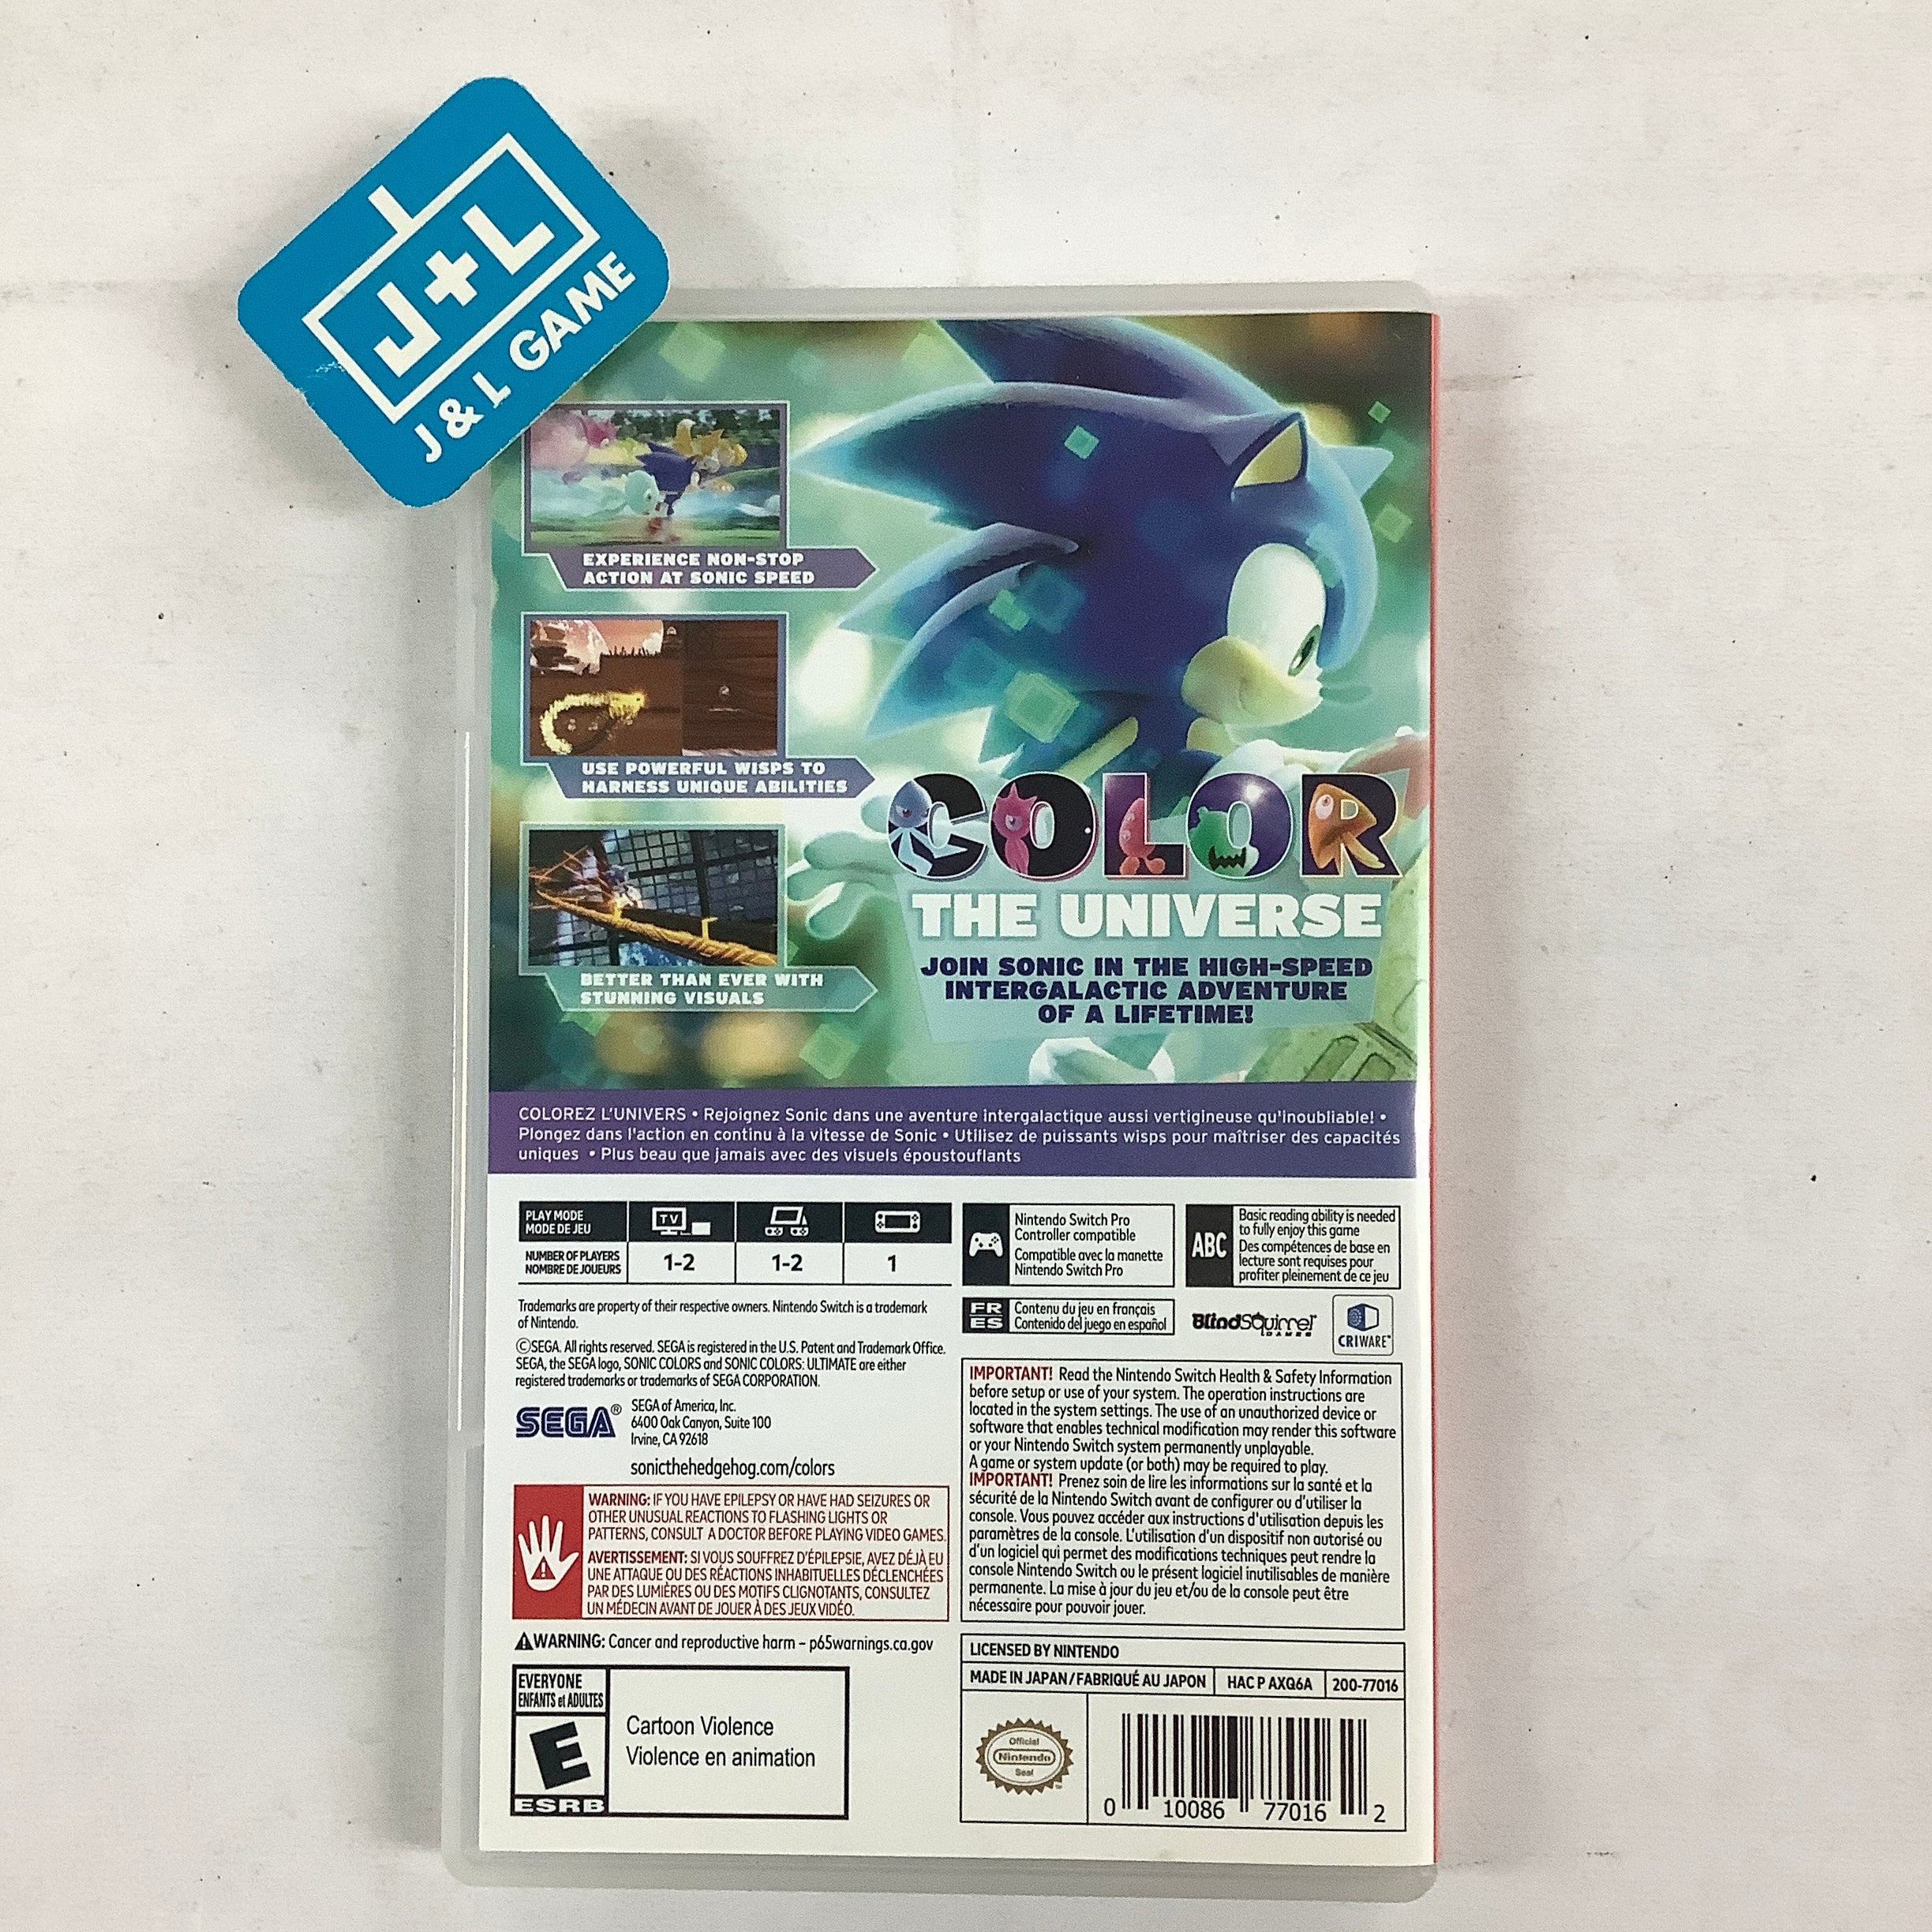 J+L
J & L GAME
EXPERIENCE NON-STOP
ACTION AT SONIC SPEED
USE POWERFUL WISPS TO
HARNESS UNIQUE ABILITIES
BETTER THAN EVER WITH
STUNNING VISUALS
COLOR
THE UNIVERSE
JOIN SONIC IN THE HIGH-SPEED
INTERGALACTIC ADVENTURE
OF A LIFETIME!
COLOREZ L'UNIVERS • Rejoignez Sonic dans une aventure intergalactique aussi vertigineuse qu'inoubliable! •
Plongez dans l'action en continu à la vitesse de Sonic • Utilisez de puissants wisps pour maîtriser des capacités
uniques • Plus beau que jamais avec des visuels époustouflants
PLAY MODE
MODE DE JEU
TV
NUMBER OF PLAYERS
NOMBRE DE JOUEURS
1-2
1-2
1
Nintendo Switch Pro
Controller compatible
Compatible avec la manette
Nintendo Switch Pro
ABC
Basic reading ability is needed
to fully enjoy this game
Des compétences de base en
lecture sont requises pour
profiter pleinement de ce jeu
FR
ES
Contenu du jeu en français
Contenido del juego en español
BlindSquirrel
GAMES
CRIWARE™
Trademarks are property of their respective owners. Nintendo Switch is a trademark
of Nintendo.
©SEGA. All rights reserved. SEGA is registered in the U.S. Patent and Trademark Office.
SEGA, the SEGA logo, SONIC COLORS and SONIC COLORS: ULTIMATE are either
registered trademarks or trademarks of SEGA CORPORATION.
SEGA®
SEGA of America, Inc.
6400 Oak Canyon, Suite 100
Irvine, CA 92618
sonicthehedgehog.com/colors
WARNING: IF YOU HAVE EPILEPSY OR HAVE HAD SEIZURES OR
OTHER UNUSUAL REACTIONS TO FLASHING LIGHTS OR
PATTERNS, CONSULT A DOCTOR BEFORE PLAYING VIDEO GAMES.
AVERTISSEMENT: SI VOUS SOUFFREZ D'ÉPILEPSIE, AVEZ DÉJÀ EU
UNE ATTAQUE OU DES RÉACTIONS INHABITUELLES DÉCLENCHÉES
PAR DES LUMIÈRES OU DES MOTIFS CLIGNOTANTS, CONSULTEZ
UN MÉDECIN AVANT DE JOUER À DES JEUX VIDÉO.
⚠WARNING: Cancer and reproductive harm – p65warnings.ca.gov
EVERYONE
ENFANTS et ADULTES
E
ESRB
Cartoon Violence
Violence en animation
IMPORTANT! Read the Nintendo Switch Health & Safety Information
before setup or use of your system. The operation instructions are
located in the system settings. The use of an unauthorized device or
software that enables technical modification may render this software
or your Nintendo Switch system permanently unplayable.
A game or system update (or both) may be required to play.
IMPORTANT! Prenez soin de lire les informations sur la santé et la
sécurité de la Nintendo Switch avant de configurer ou d'utiliser la
console. Vous pouvez accéder aux instructions d'utilisation depuis les
paramètres de la console. L'utilisation d'un dispositif non autorisé ou
d'un logiciel qui permet des modifications techniques peut rendre la
console Nintendo Switch ou le présent logiciel inutilisables de manière
permanente. La mise à jour du jeu et/ou de la console peut être
nécessaire pour pouvoir jouer.
LICENSED BY NINTENDO
MADE IN JAPAN / FABRIQUÉ AU JAPON
HAC P AXQ6A
200-77016
Official
Nintendo
Seal
0 10086 77016 2